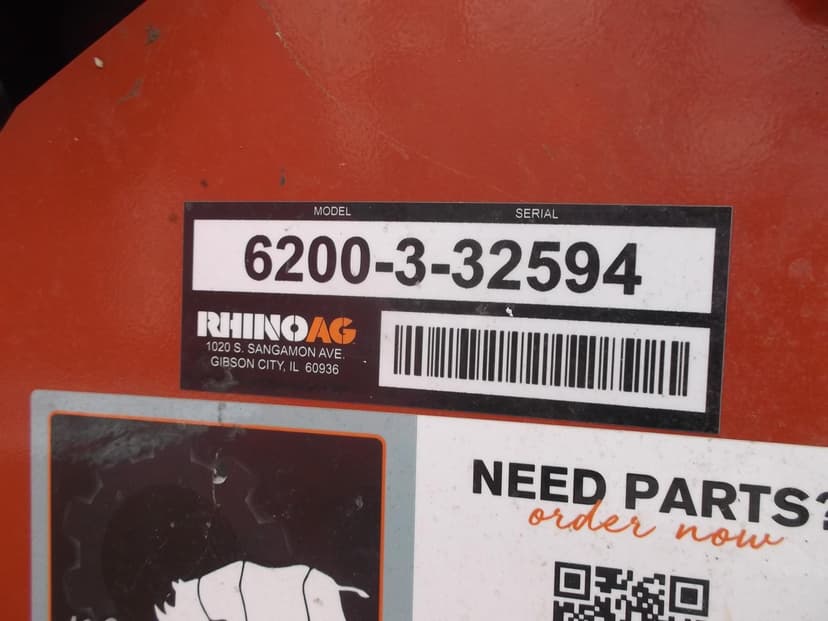 MODEL SERIAL
6200-3-32594
RHINOAG
1020 S. SANGAMON AVE.
GIBSON CITY, IL 60936
NEED PARTS?
order now